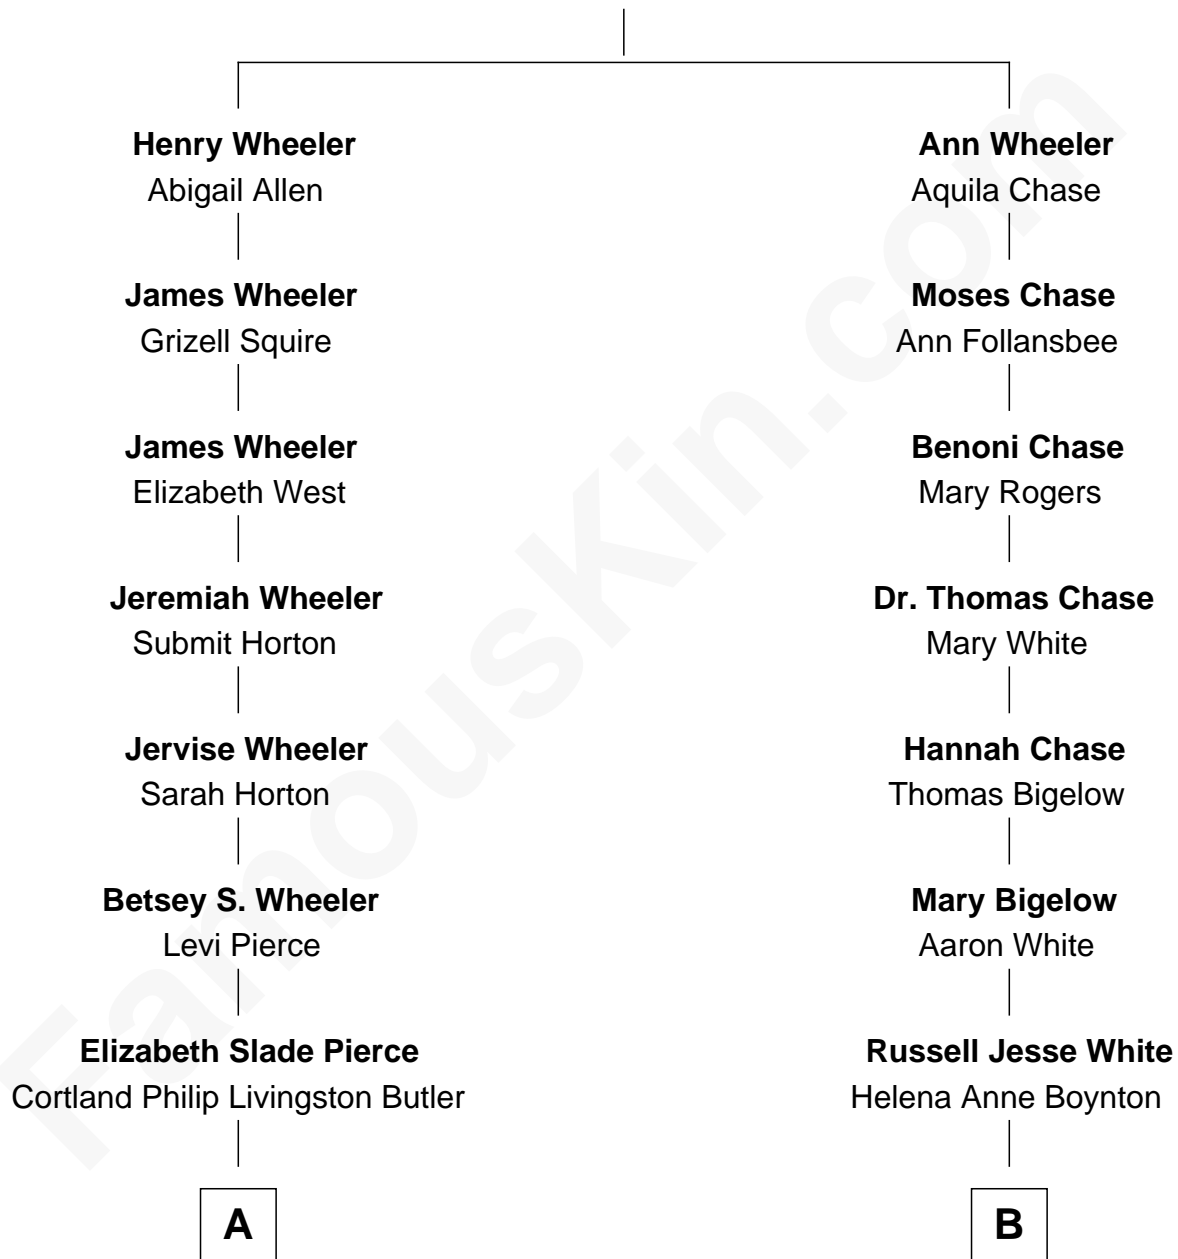 Henry Wheeler
Abigail Allen
James Wheeler
Grizell Squire
James Wheeler
Elizabeth West
Jeremiah Wheeler
Submit Horton
Jervise Wheeler
Sarah Horton
Betsey S. Wheeler
Levi Pierce
Elizabeth Slade Pierce
Cortland Philip Livingston Butler
A
Ann Wheeler
Aquila Chase
Moses Chase
Ann Follansbee
Benoni Chase
Mary Rogers
Dr. Thomas Chase
Mary White
Hannah Chase
Thomas Bigelow
Mary Bigelow
Aaron White
Russell Jesse White
Helena Anne Boynton
B
FamousKin.com